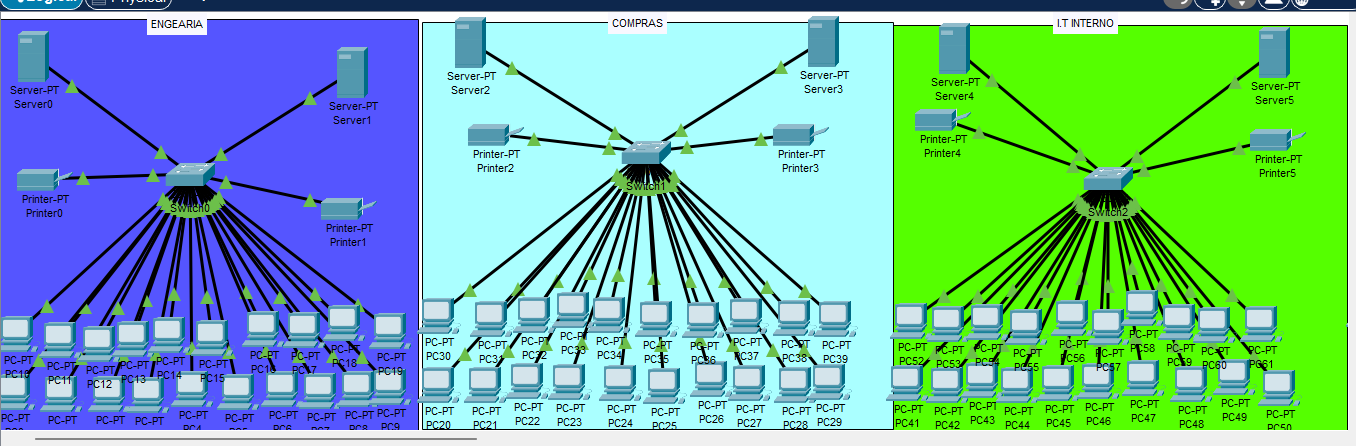 Logical
Physical
ENGEARIA
COMPRAS
I.T INTERNO
Server-PT
Server0
Server-PT
Server1
Printer-PT
Printer0
Printer-PT
Printer1
Switch0
PC-PT
PC10
PC-PT
PC11
PC-PT
PC12
PC-PT
PC13
PC-PT
PC14
PC-PT
PC15
PC-PT
PC16
PC-PT
PC17
PC-PT
PC18
PC-PT
PC19
PC-PT
PC-PT
PC-PT
PC-PT
PC-PT
PC4
PC-PT
PC-PT
PC6
PC-PT
PC7
PC-PT
PC8
PC-PT
PC9
Server-PT
Server2
Server-PT
Server3
Printer-PT
Printer2
Printer-PT
Printer3
Switch1
PC-PT
PC30
PC-PT
PC31
PC-PT
PC32
PC-PT
PC33
PC-PT
PC34
PC-PT
PC35
PC-PT
PC36
PC-PT
PC37
PC-PT
PC38
PC-PT
PC39
PC-PT
PC20
PC-PT
PC21
PC-PT
PC22
PC-PT
PC23
PC-PT
PC24
PC-PT
PC25
PC-PT
PC26
PC-PT
PC27
PC-PT
PC28
PC-PT
PC29
Server-PT
Server4
Server-PT
Server5
Printer-PT
Printer4
Printer-PT
Printer5
Switch2
PC-PT
PC52
PC-PT
PC53
PC-PT
PC54
PC-PT
PC55
PC-PT
PC56
PC-PT
PC57
PC-PT
PC58
PC-PT
PC59
PC-PT
PC60
PC-PT
PC61
PC-PT
PC41
PC-PT
PC42
PC-PT
PC43
PC-PT
PC44
PC-PT
PC45
PC-PT
PC46
PC-PT
PC47
PC-PT
PC48
PC-PT
PC49
PC-PT
PC50